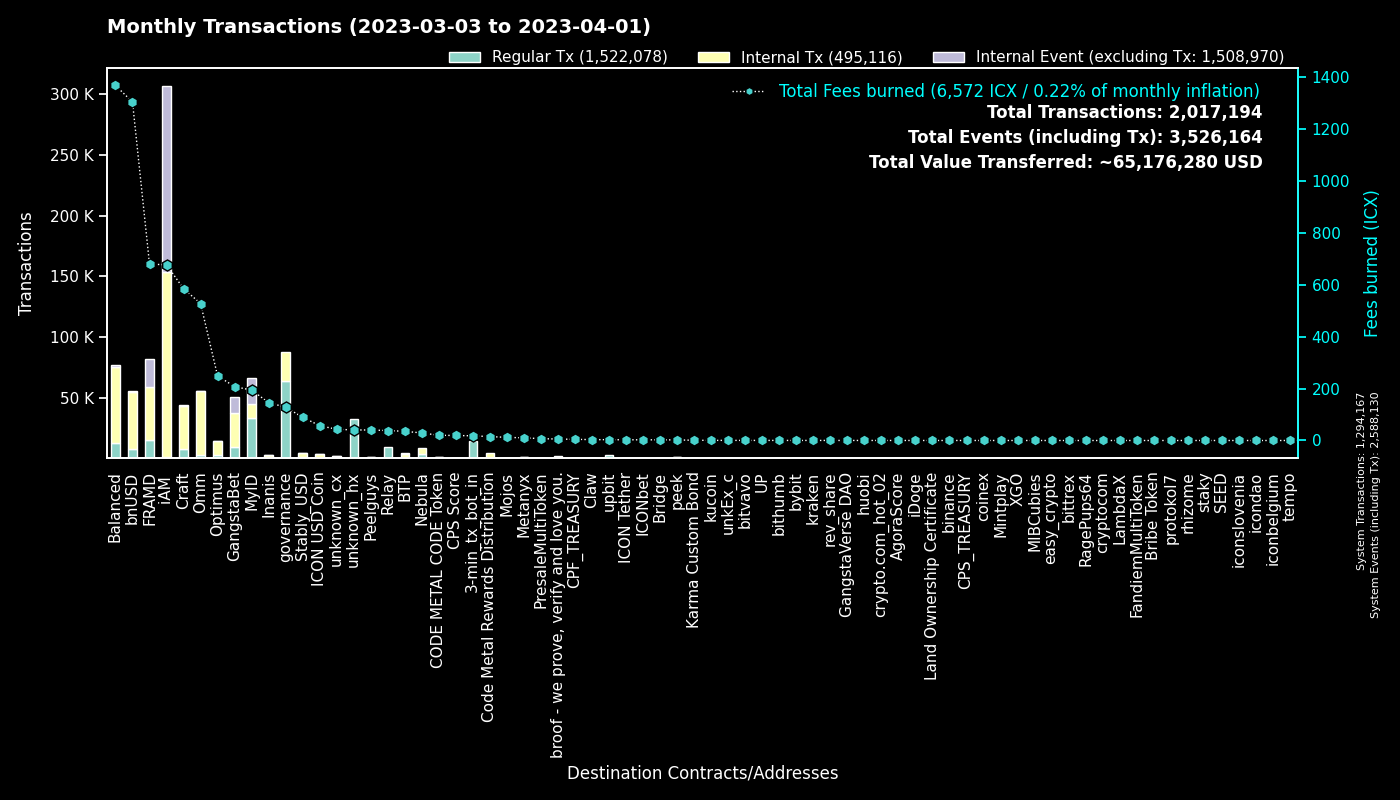 Monthly Transactions (2023-03-03 to 2023-04-01)
Regular Tx (1,522,078)
Internal Tx (495,116)
Internal Event (excluding Tx: 1,508,970)
Total Fees burned (6,572 ICX / 0.22% of monthly inflation)
Total Transactions: 2,017,194
Total Events (including Tx): 3,526,164
Total Value Transferred: ~65,176,280 USD
Transactions
300 K
250 K
200 K
150 K
100 K
50 K
1400
1200
1000
800
600
400
200
0
Fees burned (ICX)
System Transactions: 1,294,167
System Events (including Tx): 2,588,130
Balanced
bnUSD
FRAMD
iAM
Craft
Omm
Optimus
GangstaBet
MyID
Inanis
governance
Stably_USD
ICON USD Coin
unknown_cx
unknown_hx
Peelguys
Relay
BTP
Nebula
CODE METAL CODE Token
CPS Score
3-min_tx_bot_in
Code Metal Rewards Distribution
Mojos
Metanyx
PresaleMultiToken
broof - we prove, verify and love you.
CPF_TREASURY
Claw
upbit
ICON Tether
ICONbet
Bridge
peek
Karma Custom Bond
kucoin
unkEx_c
bitvavo
UP
bithumb
bybit
kraken
rev_share
GangstaVerse DAO
huobi
crypto.com_hot_02
AgoraScore
iDoge
Land Ownership Certificate
binance
CPS_TREASURY
coinex
Mintplay
XGO
MIBCubies
easy_crypto
bittrex
RagePups64
cryptocom
LambdaX
FandiemMultiToken
Bribe Token
protokol7
rhizome
staky
SEED
iconslovenia
icondao
iconbelgium
tempo
Destination Contracts/Addresses